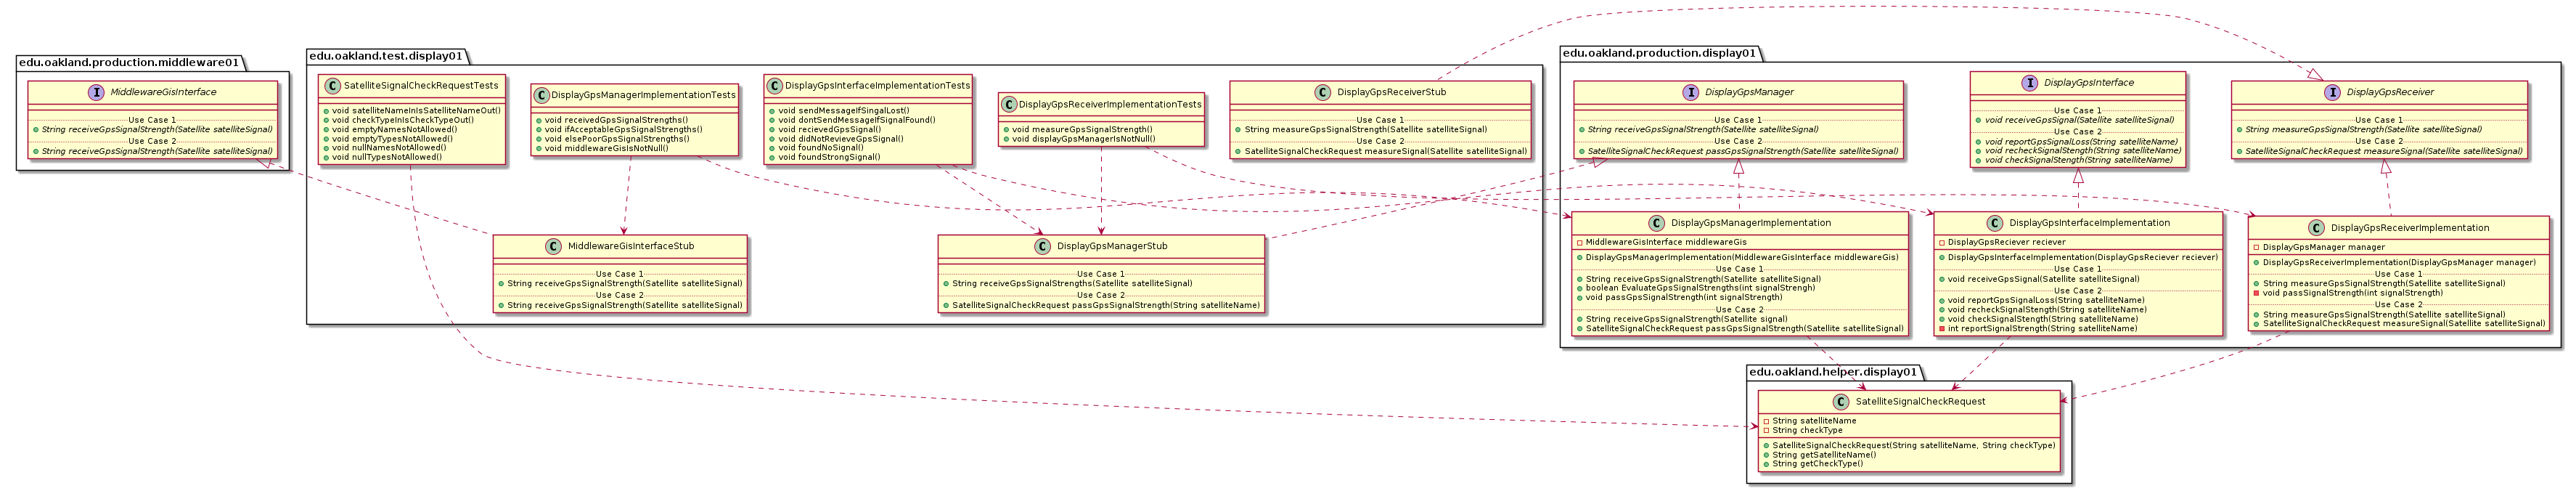 edu.oakland.production.middleware01
I MiddlewareGisInterface
Use Case 1
String receiveGpsSignalStrength(Satellite satelliteSignal)
Use Case 2
String receiveGpsSignalStrength(Satellite satelliteSignal)
edu.oakland.test.display01
C SatelliteSignalCheckRequestTests
void satelliteNameInIsSatelliteNameOut()
void checkTypeInIsCheckTypeOut()
void emptyNamesNotAllowed()
void emptyTypesNotAllowed()
void nullNamesNotAllowed()
void nullTypesNotAllowed()
C DisplayGpsManagerImplementationTests
void receivedGpsSignalStrengths()
void ifAcceptableGpsSignalStrengths()
void elsePoorGpsSignalStrengths()
void middlewareGisIsNotNull()
C DisplayGpsInterfaceImplementationTests
void sendMessageIfSingalLost()
void dontSendMessageIfSignalFound()
void recievedGpsSignal()
void didNotRevieveGpsSignal()
void foundNoSignal()
void foundStrongSignal()
C DisplayGpsReceiverImplementationTests
void measureGpsSignalStrength()
void displayGpsManagerIsNotNull()
C DisplayGpsReceiverStub
Use Case 1
String measureGpsSignalStrength(Satellite satelliteSignal)
Use Case 2
SatelliteSignalCheckRequest measureSignal(Satellite satelliteSignal)
C MiddlewareGisInterfaceStub
Use Case 1
String receiveGpsSignalStrength(Satellite satelliteSignal)
Use Case 2
String receiveGpsSignalStrength(Satellite satelliteSignal)
C DisplayGpsManagerStub
Use Case 1
String receiveGpsSignalStrengths(Satellite satelliteSignal)
Use Case 2
SatelliteSignalCheckRequest passGpsSignalStrength(String satelliteName)
edu.oakland.production.display01
I DisplayGpsManager
Use Case 1
String receiveGpsSignalStrength(Satellite satelliteSignal)
Use Case 2
SatelliteSignalCheckRequest passGpsSignalStrength(Satellite satelliteSignal)
I DisplayGpsInterface
Use Case 1
void receiveGpsSignal(Satellite satelliteSignal)
Use Case 2
void reportGpsSignalLoss(String satelliteName)
void recheckSignalStength(String satelliteName)
void checkSignalStength(String satelliteName)
I DisplayGpsReceiver
Use Case 1
String measureGpsSignalStrength(Satellite satelliteSignal)
Use Case 2
SatelliteSignalCheckRequest measureSignal(Satellite satelliteSignal)
C DisplayGpsManagerImplementation
MiddlewareGisInterface middlewareGis
DisplayGpsManagerImplementation(MiddlewareGisInterface middlewareGis)
Use Case 1
String receiveGpsSignalStrength(Satellite satelliteSignal)
boolean EvaluateGpsSignalStrengths(int signalStrengh)
void passGpsSignalStrength(int signalStrength)
Use Case 2
String receiveGpsSignalStrength(Satellite signal)
SatelliteSignalCheckRequest passGpsSignalStrength(Satellite satelliteSignal)
C DisplayGpsInterfaceImplementation
DisplayGpsReciever reciever
DisplayGpsInterfaceImplementation(DisplayGpsReciever reciever)
Use Case 1
void receiveGpsSignal(Satellite satelliteSignal)
Use Case 2
void reportGpsSignalLoss(String satelliteName)
void recheckSignalStength(String satelliteName)
void checkSignalStength(String satelliteName)
int reportSignalStrength(String satelliteName)
C DisplayGpsReceiverImplementation
DisplayGpsManager manager
DisplayGpsReceiverImplementation(DisplayGpsManager manager)
Use Case 1
String measureGpsSignalStrength(Satellite satelliteSignal)
void passSignalStrength(int signalStrength)
Use Case 2
String measureGpsSignalStrength(Satellite satelliteSignal)
SatelliteSignalCheckRequest measureSignal(Satellite satelliteSignal)
edu.oakland.helper.display01
C SatelliteSignalCheckRequest
String satelliteName
String checkType
SatelliteSignalCheckRequest(String satelliteName, String checkType)
String getSatelliteName()
String getCheckType()